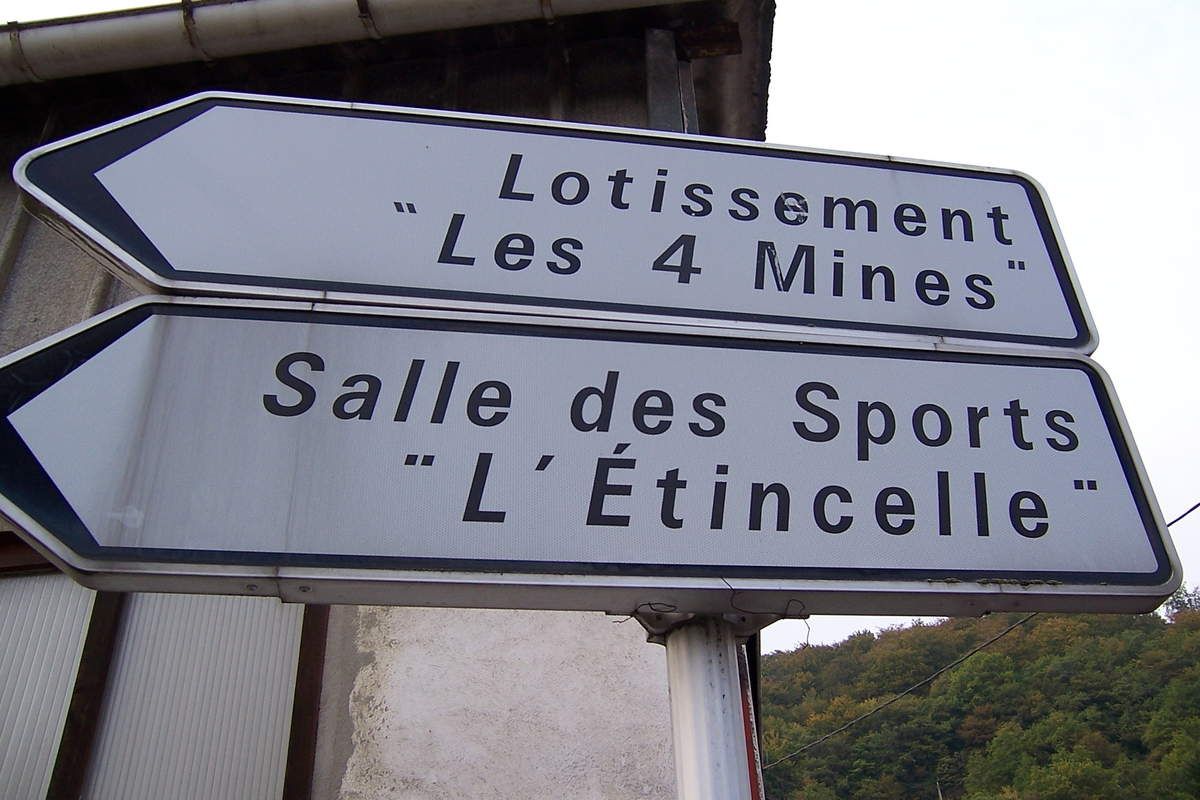 Lotissement
"Les 4 Mines"
Salle des Sports
"L'Étincelle"